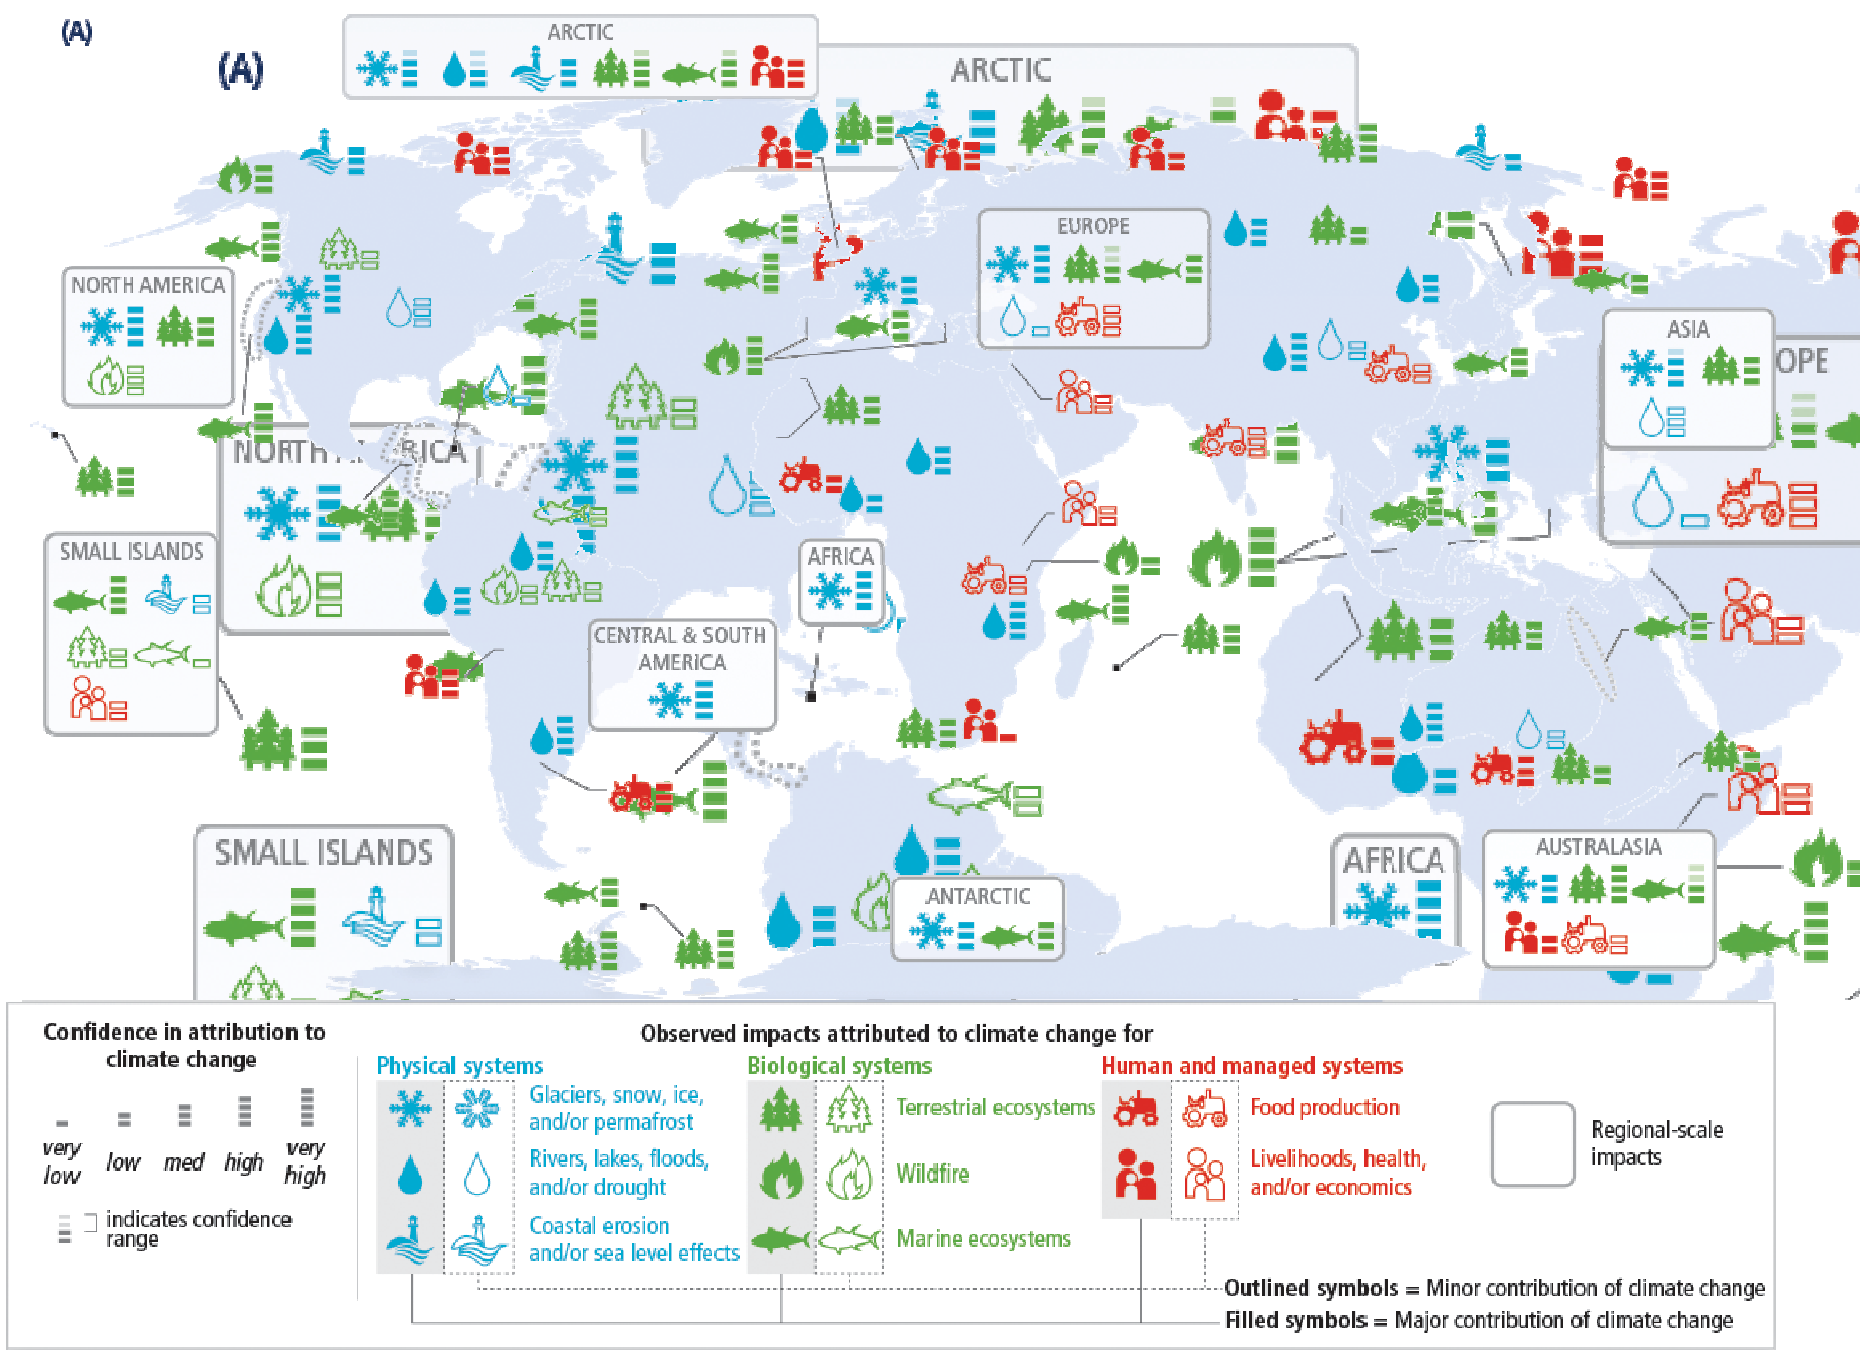 (A)
(A)
ARCTIC
ARCTIC
EUROPE
NORTH AMERICA
ASIA
OPE
NORTH A RICA
SMALL ISLANDS
AFRICA
CENTRAL & SOUTH
AMERICA
SMALL ISLANDS
AFRICA
AUSTRALASIA
ANTARCTIC
Confidence in attribution to
climate change
very
low
low
med
high
very
high
indicates confidence
range
Observed impacts attributed to climate change for
Physical systems
Glaciers, snow, ice,
and/or permafrost
Rivers, lakes, floods,
and/or drought
Coastal erosion
and/or sea level effects
Biological systems
Terrestrial ecosystems
Wildfire
Marine ecosystems
Human and managed systems
Food production
Livelihoods, health,
and/or economics
Regional-scale
impacts
Outlined symbols = Minor contribution of climate change
Filled symbols = Major contribution of climate change